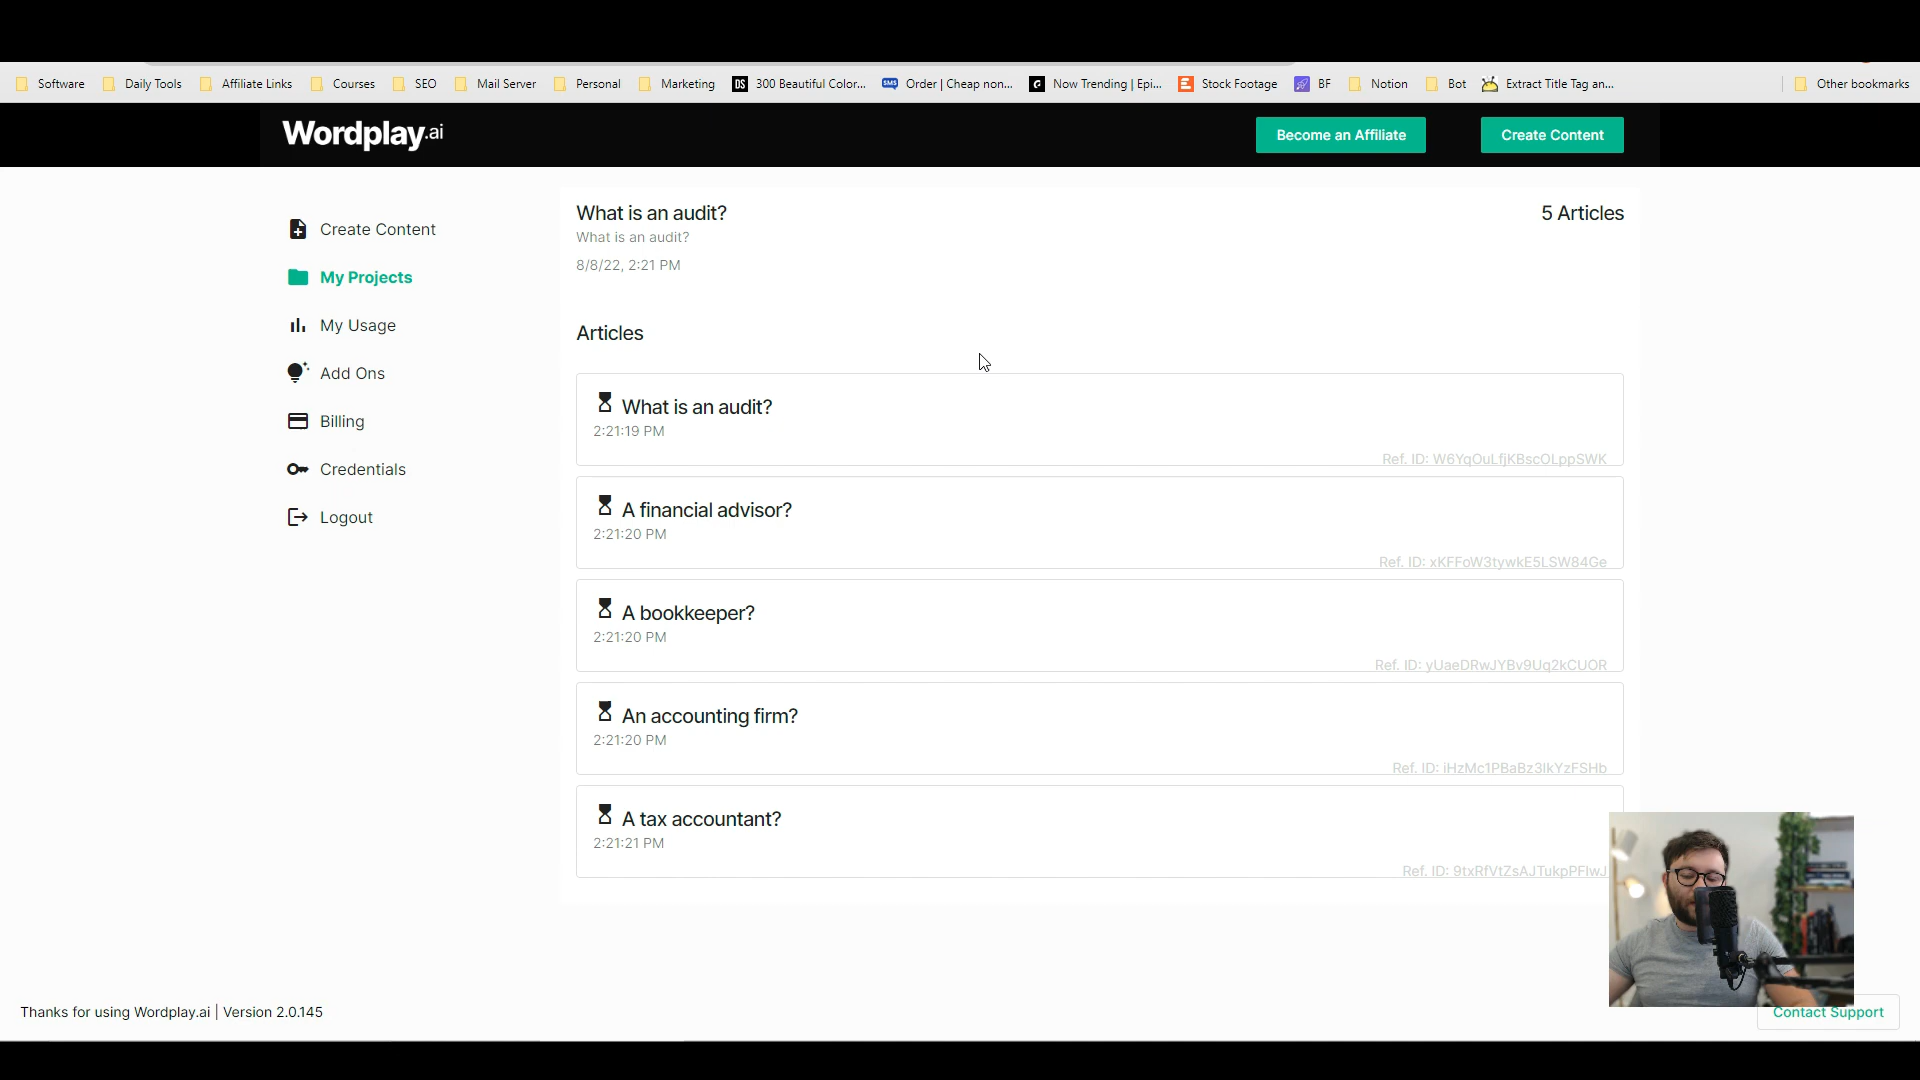 Software Daily Tools Affiliate Links Courses SEO Mail Server Personal Marketing DS 300 Beautiful Color... SMS Order | Cheap non... Now Trending | Epi... Stock Footage BF Notion Bot Extract Title Tag an... Other bookmarks
Wordplay.ai
Become an Affiliate
Create Content
Create Content
My Projects
My Usage
Add Ons
Billing
Credentials
Logout
What is an audit?
5 Articles
What is an audit?
8/8/22, 2:21 PM
Articles
What is an audit?
2:21:19 PM
Ref. ID: W6YqOuLfjKBscOLppSWK
A financial advisor?
2:21:20 PM
Ref. ID: xKFFoW3tywkE5LSW84Ge
A bookkeeper?
2:21:20 PM
Ref. ID: yUaeDRwJYBv9Uq2kCUOR
An accounting firm?
2:21:20 PM
Ref. ID: iHzMc1PBaBz3lkYzFSHb
A tax accountant?
2:21:21 PM
Ref. ID: 9txRfVtZsAJTukpPFlwJ
Thanks for using Wordplay.ai | Version 2.0.145
Contact Support